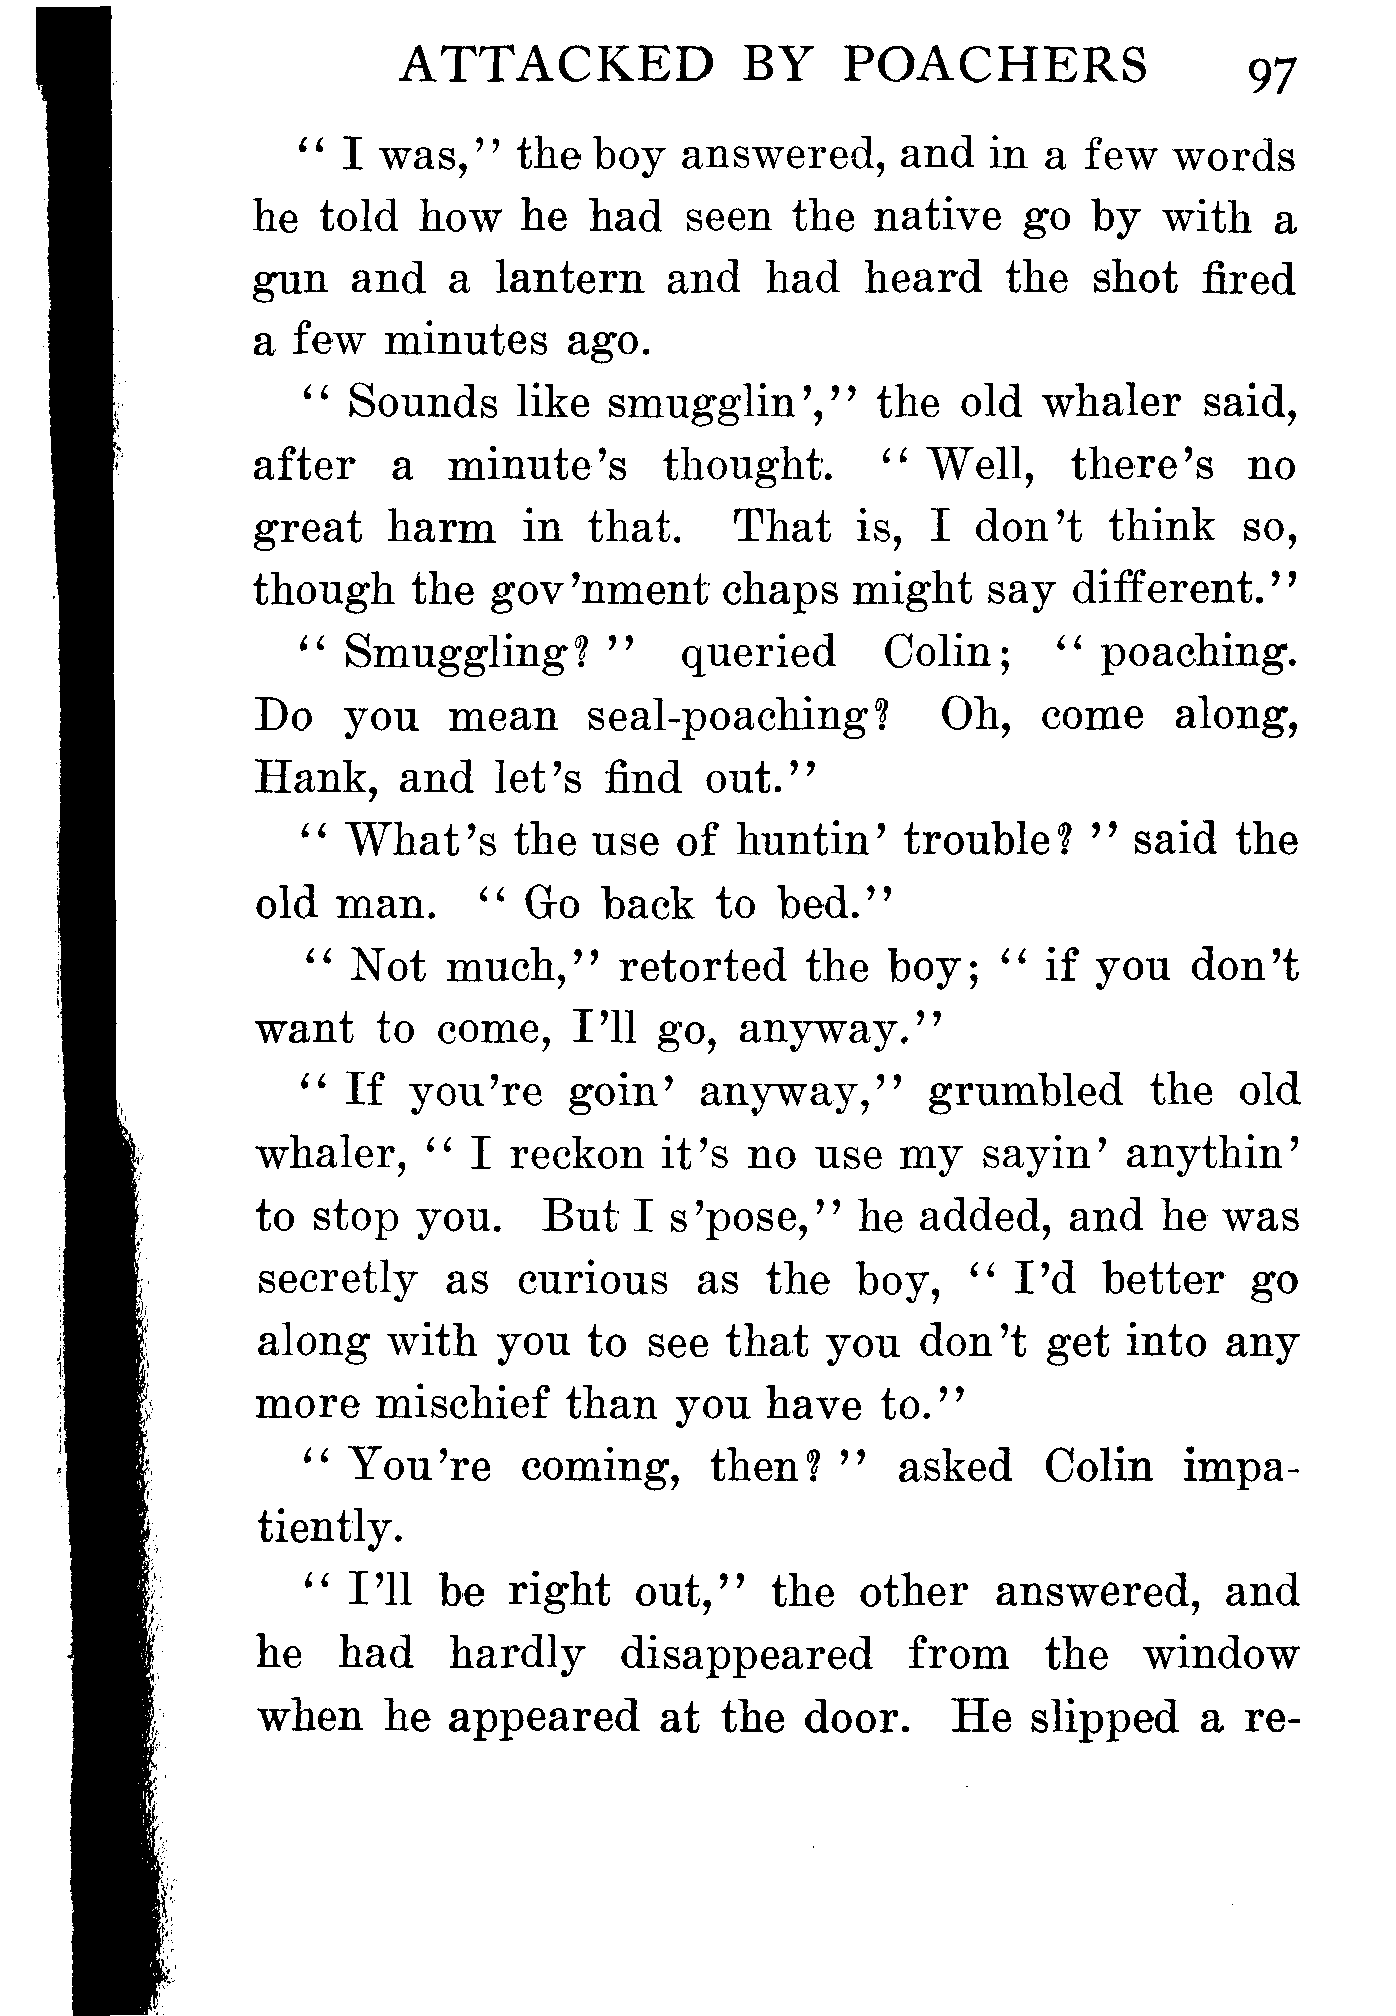 ATTACKED BY POACHERS 97
“ I was,” the boy answered, and in a few words
he told how he had seen the native go by with a
gun and a lantern and had heard the shot fired
a few minutes ago.
“ Sounds like smugglin’,” the old whaler said,
after a minute’s thought. “ Well, there’s no
great harm in that. That is, I don’t think so,
though the gov’nment chaps might say different.”
“ Smuggling? ” queried Colin; “ poaching.
Do you mean seal-poaching? Oh, come along,
Hank, and let’s find out.”
“ What’s the use of huntin’ trouble? ” said the
old man. “ Go back to bed.”
“ Not much,” retorted the boy; “ if you don’t
want to come, I’ll go, anyway.”
“ If you’re goin’ anyway,” grumbled the old
whaler, “ I reckon it’s no use my sayin’ anythin’
to stop you. But I s’pose,” he added, and he was
secretly as curious as the boy, “ I’d better go
along with you to see that you don’t get into any
more mischief than you have to.”
“ You’re coming, then? ” asked Colin impa-
tiently.
“ I’ll be right out,” the other answered, and
he had hardly disappeared from the window
when he appeared at the door. He slipped a re-